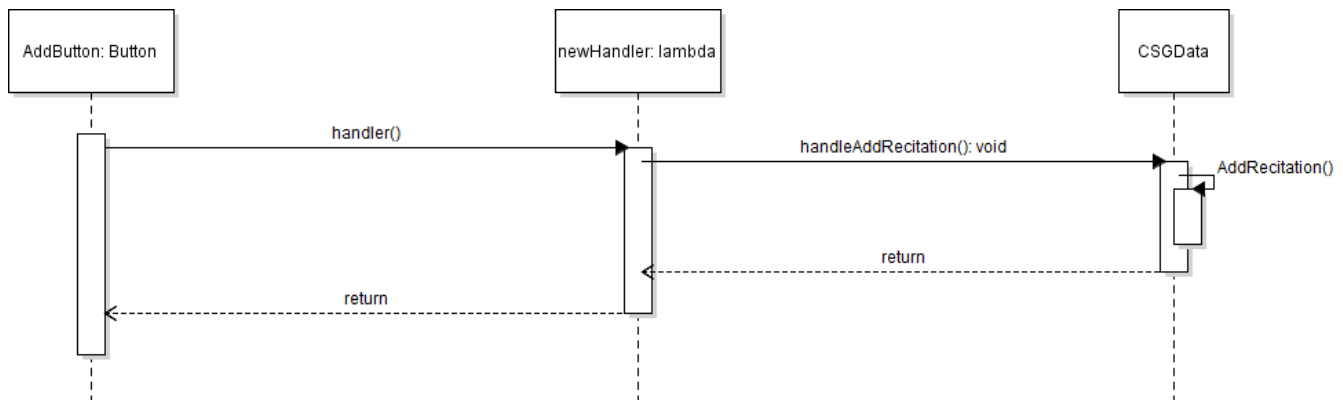 AddButton: Button
newHandler: lambda
CSGData
handler()
handleAddRecitation(): void
AddRecitation()
return
return